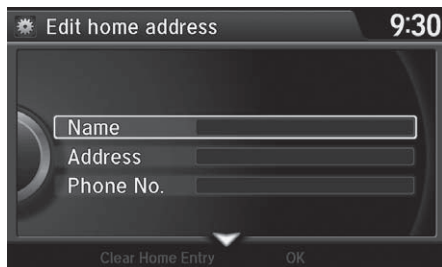 Edit home address 9:30
Name
Address
Phone No.
Clear Home Entry OK